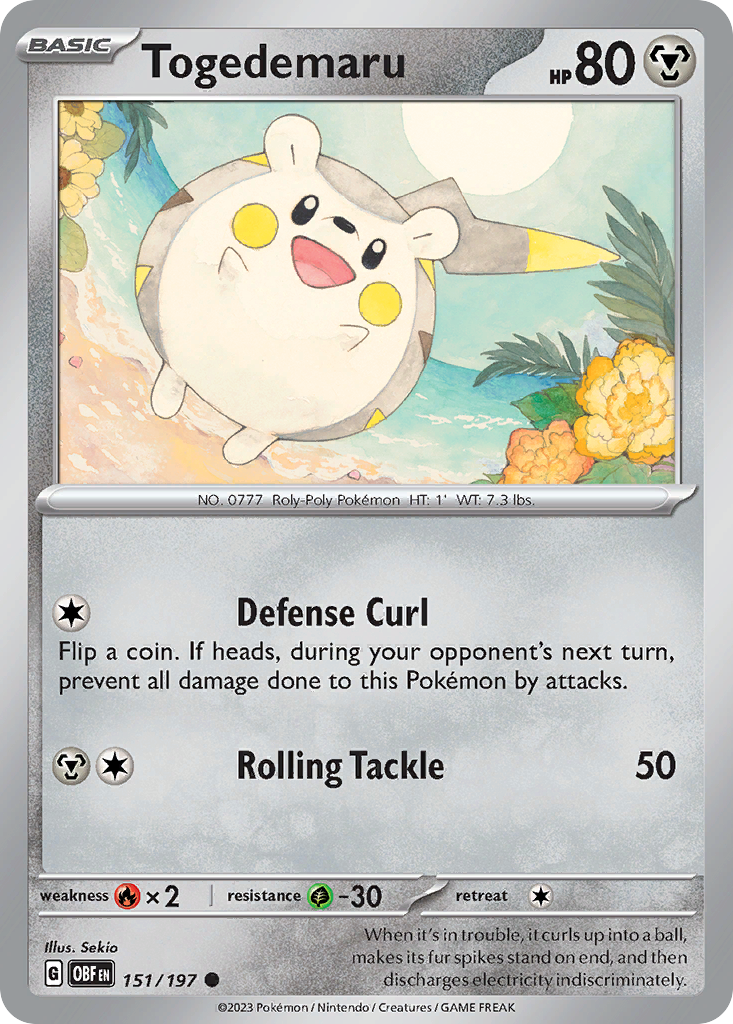 BASIC
Togedemaru
HP 80
NO. 0777 Roly-Poly Pokémon HT: 1' WT: 7.3 lbs.
Defense Curl
Flip a coin. If heads, during your opponent's next turn,
prevent all damage done to this Pokémon by attacks.
Rolling Tackle 50
weakness ×2 resistance -30 retreat
Illus. Sekio
When it's in trouble, it curls up into a ball,
makes its fur spikes stand on end, and then
discharges electricity indiscriminately.
G OBF EN 151/197
©2023 Pokémon / Nintendo / Creatures / GAME FREAK